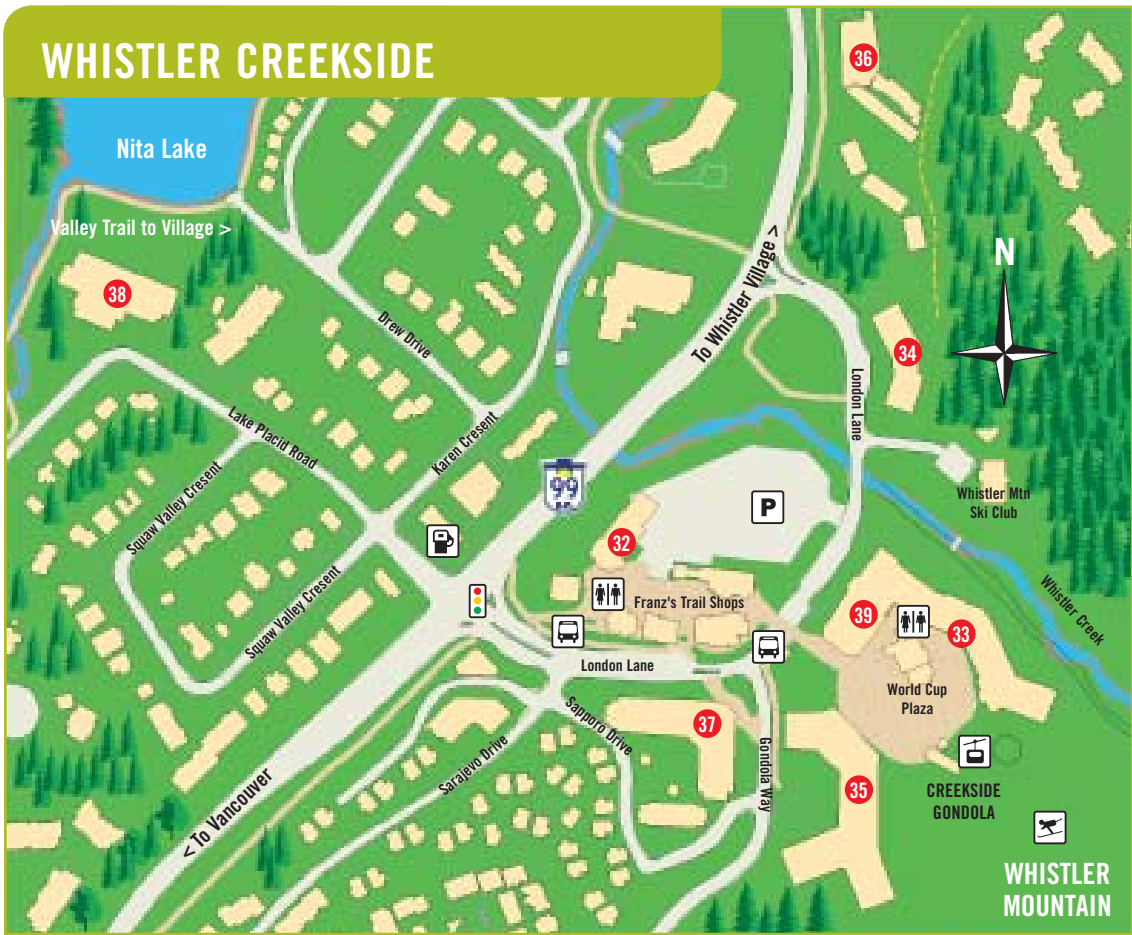 WHISTLER CREEKSIDE
36
Nita Lake
Valley Trail to Village >
N
38
To Whistler Village >
Drew Drive
34
London Lane
Lake Placid Road
Karen Cresent
99
Squaw Valley Cresent
Whistler Mtn
Ski Club
P
32
Squaw Valley Cresent
Franz's Trail Shops
39
33
Whistler Creek
London Lane
World Cup
Plaza
Sapporo Drive
37
Gondola Way
Sarajevo Drive
35
CREEKSIDE
GONDOLA
< To Vancouver
WHISTLER
MOUNTAIN